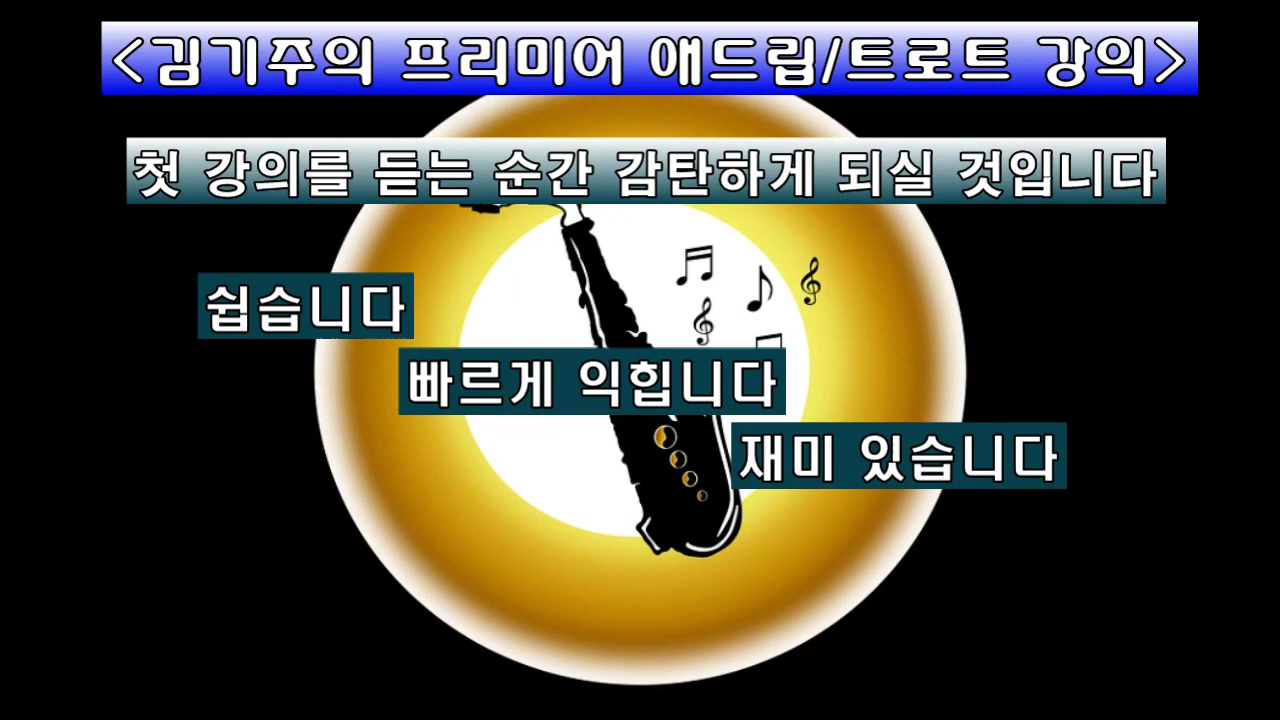 <김기주의 프리미어 애드립/트로트 강의>
첫 강의를 듣는 순간 감탄하게 되실 것입니다
쉽습니다
빠르게 익힙니다
재미 있습니다